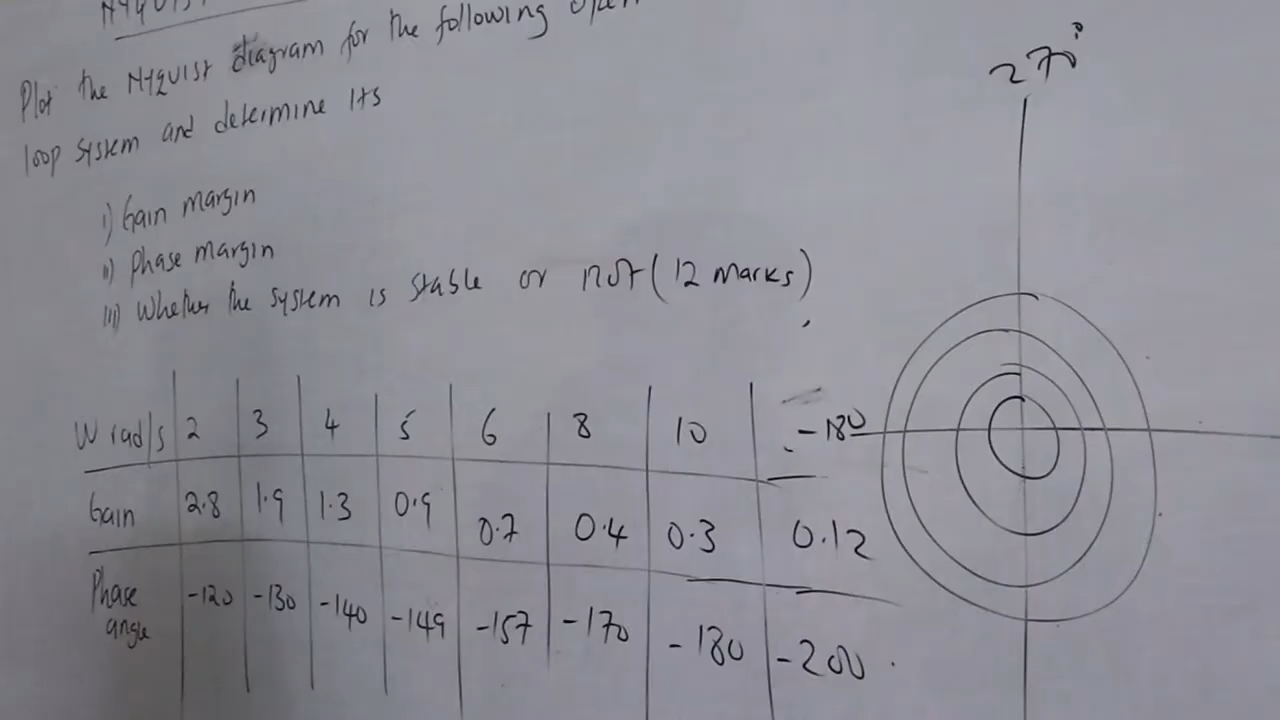 NYQUIST
270°
Plot the NYQUIST diagram for the following open
loop system and determine its
i) Gain margin
ii) Phase margin
iii) Whether the system is stable or not (12 marks)
W rad/s 2 3 4 5 6 8 10
-180
Gain 2.8 1.9 1.3 0.9 0.7 0.4 0.3 0.12
Phase angle -120 -130 -140 -149 -157 -170 -180 -200